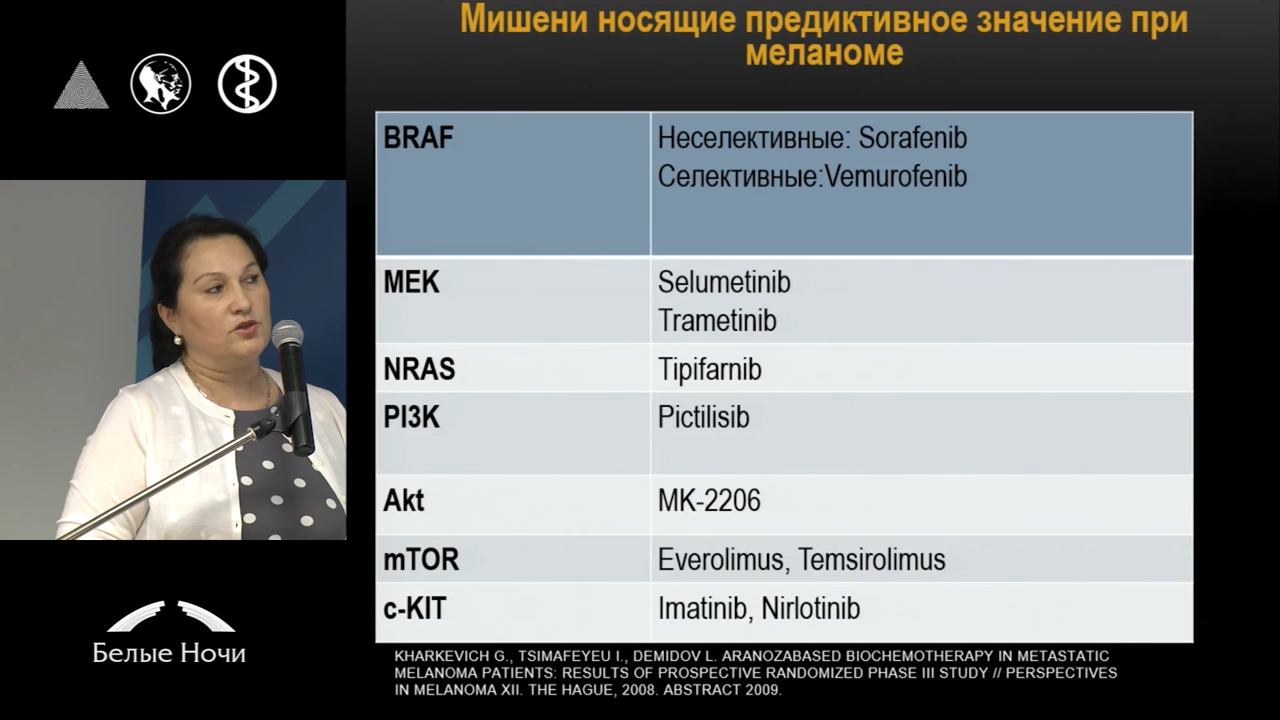 Мишени носящие предиктивное значение при
меланоме
BRAF
Неселективные: Sorafenib
Селективные:Vemurofenib
MEK
Selumetinib
Trametinib
NRAS
Tipifarnib
PI3K
Pictilisib
Akt
MK-2206
mTOR
Everolimus, Temsirolimus
c-KIT
Imatinib, Nirlotinib
KHARKEVICH G., TSIMAFEYEU I., DEMIDOV L. ARANOZABASED BIOCHEMOTHERAPY IN METASTATIC
MELANOMA PATIENTS: RESULTS OF PROSPECTIVE RANDOMIZED PHASE III STUDY // PERSPECTIVES
IN MELANOMA XII. THE HAGUE, 2008. ABSTRACT 2009.
Белые Ночи